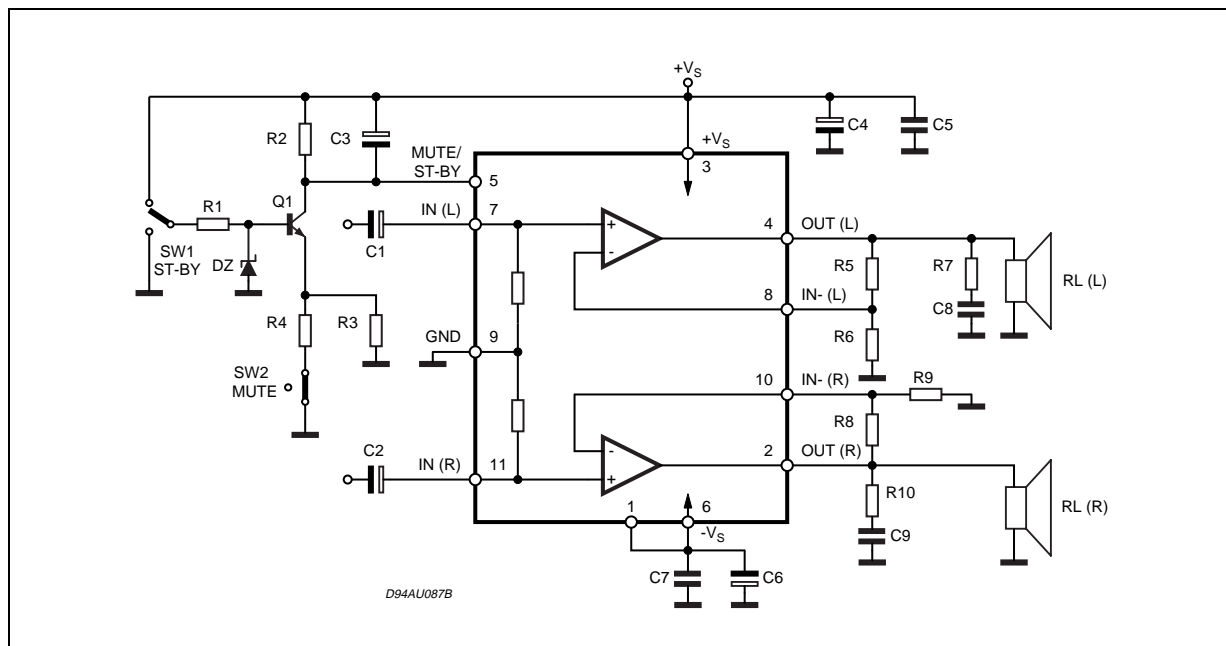 +VS
R2
C3
C4
C5
+VS
MUTE/
ST-BY
3
5
Q1
R1
IN (L)
7
4
OUT (L)
+
-
C1
SW1
ST-BY
DZ
R5
R7
RL (L)
8
IN- (L)
C8
R4
R3
R6
GND
9
SW2
MUTE
10
IN- (R)
R9
R8
C2
IN (R)
11
-
+
2
OUT (R)
R10
RL (R)
1
6
-VS
C9
C7
C6
D94AU087B